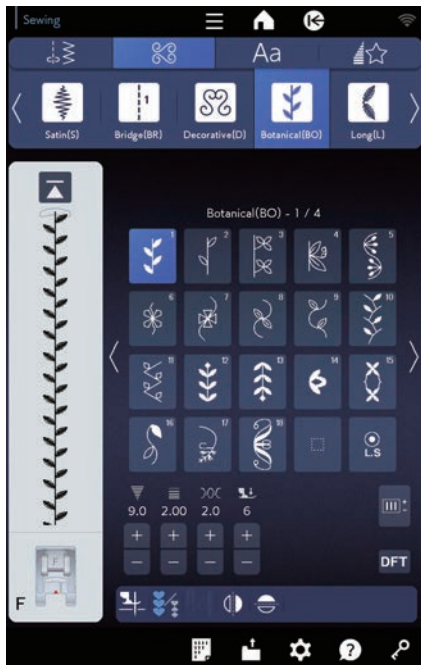 Sewing
Aa
1
Satin(S) Bridge(BR) Decorative(D) Botanical(BO) Long(L)
Botanical(BO) - 1 / 4
1 2 3 4 5
6 7 8 9 10
11 12 13 14 15
16 17 18 L.S
9.0 2.00 2.0 6
+ + + +
- - - -
DFT
F
?